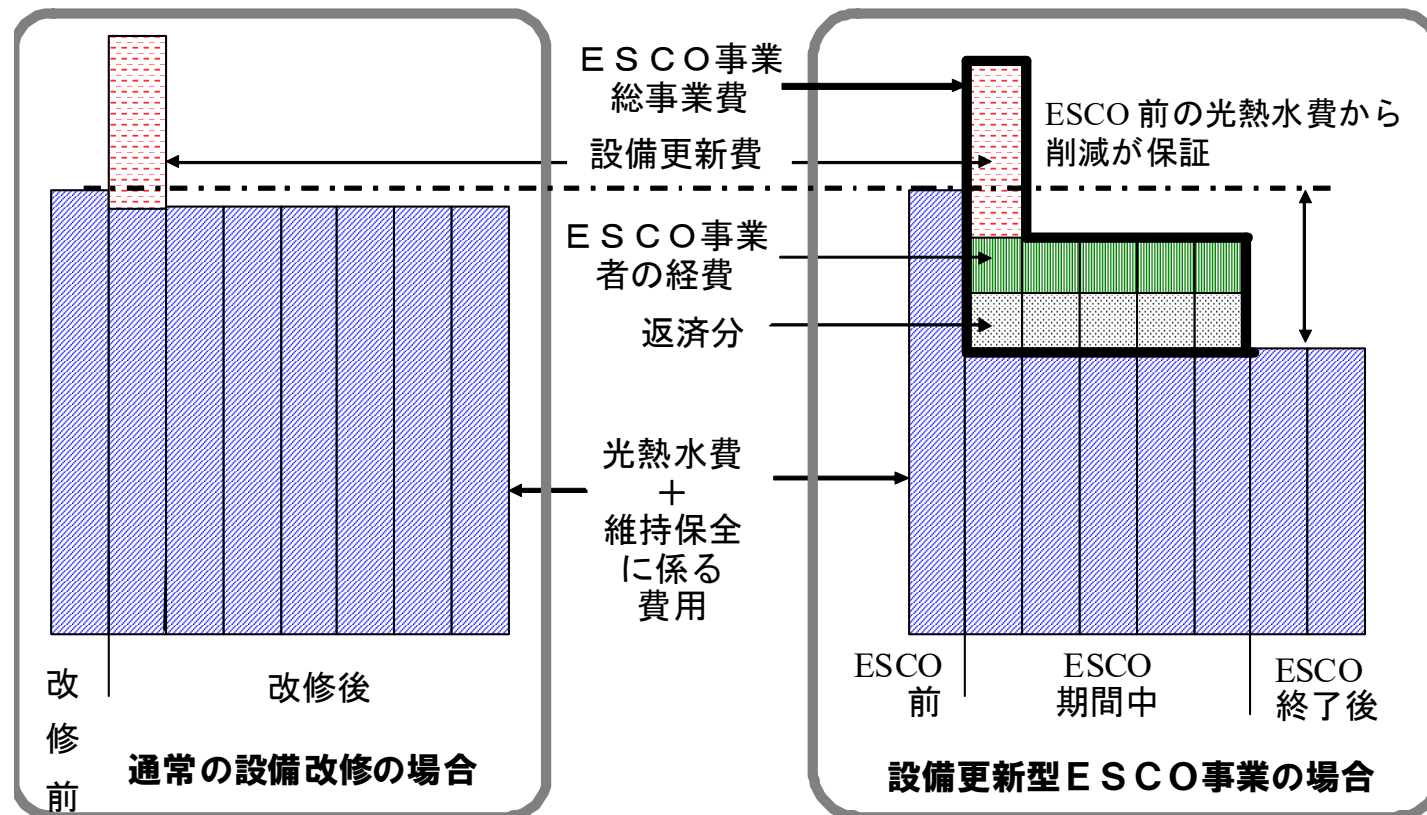 ＥＳＣＯ事業
総事業費
設備更新費
ＥＳＣＯ事業
者の経費
返済分
光熱水費
＋
維持保全
に係る
費用
改
修
前
改修後
通常の設備改修の場合
ESCO 前の光熱水費から
削減が保証
ESCO
前
ESCO
期間中
ESCO
終了後
設備更新型ＥＳＣＯ事業の場合